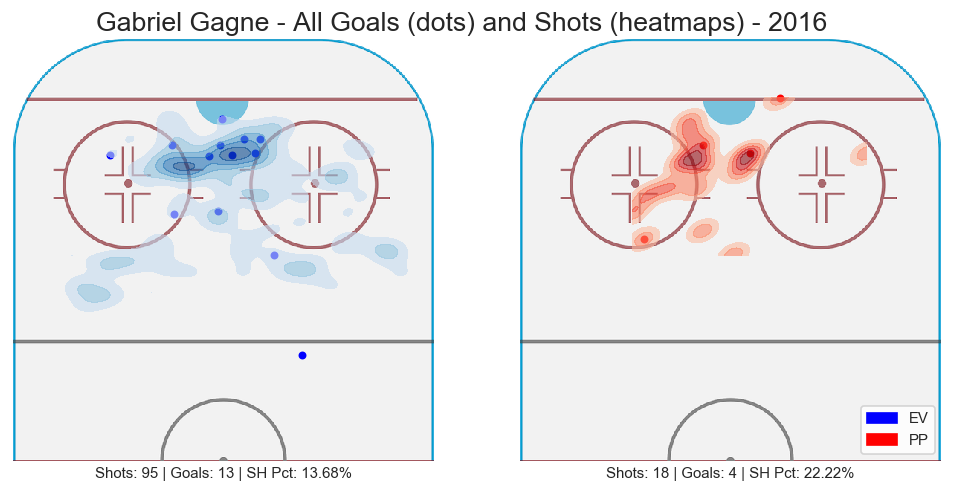 Gabriel Gagne - All Goals (dots) and Shots (heatmaps) - 2016
EV
PP
Shots: 95 | Goals: 13 | SH Pct: 13.68%
Shots: 18 | Goals: 4 | SH Pct: 22.22%